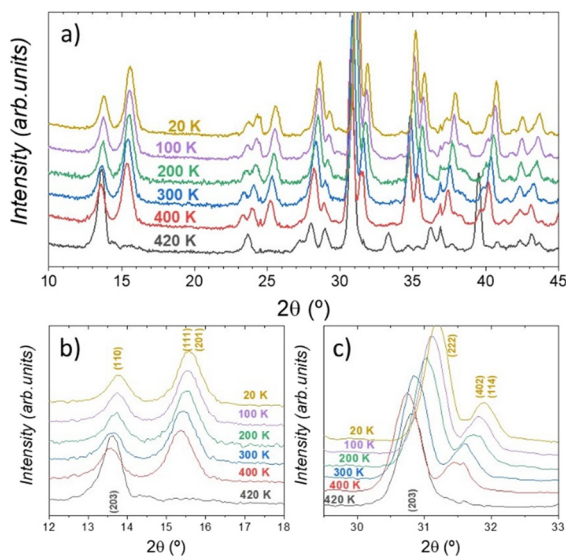 a)
Intensity (arb.units)
20 K
100 K
200 K
300 K
400 K
420 K
10 15 20 25 30 35 40 45
2θ (º)
b)
Intensity (arb.units)
(110)
(111)
(201)
20 K
100 K
200 K
300 K
400 K
420 K
(203)
12 13 14 15 16 17 18
2θ (º)
c)
Intensity (arb.units)
(222)
(402)
(114)
20 K
100 K
200 K
300 K
400 K
420 K
(203)
30 31 32 33
2θ (º)